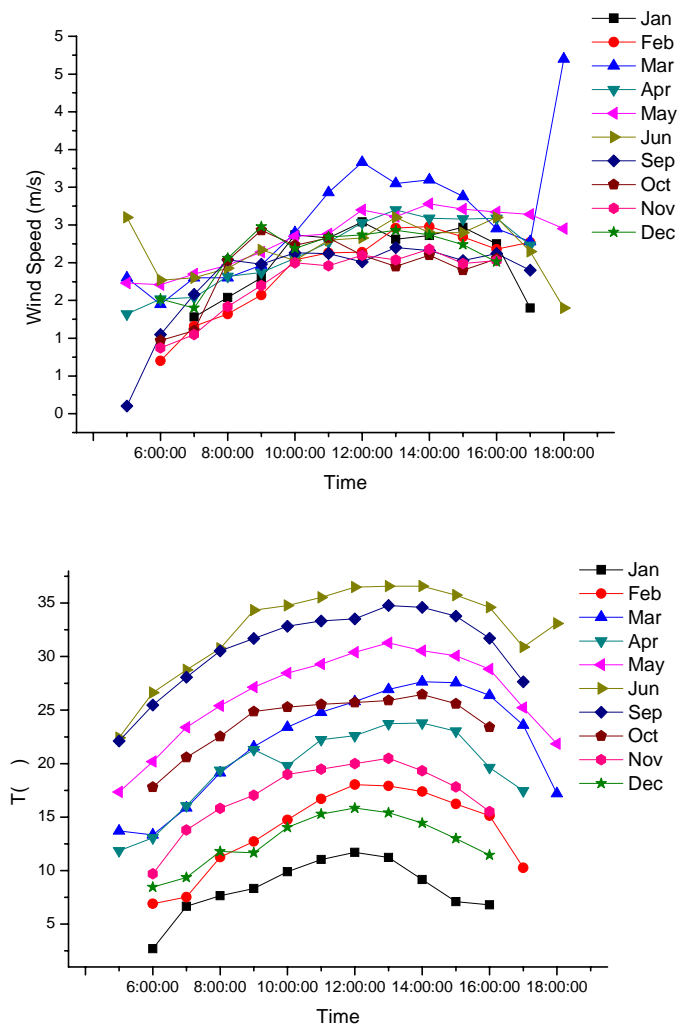 Jan
Feb
Mar
Apr
May
Jun
Sep
Oct
Nov
Dec
Wind Speed (m/s)
5
5
4
4
3
3
2
2
1
1
0
6:00:00 8:00:00 10:00:00 12:00:00 14:00:00 16:00:00 18:00:00
Time
Jan
Feb
Mar
Apr
May
Jun
Sep
Oct
Nov
Dec
T( )
35
30
25
20
15
10
5
6:00:00 8:00:00 10:00:00 12:00:00 14:00:00 16:00:00 18:00:00
Time